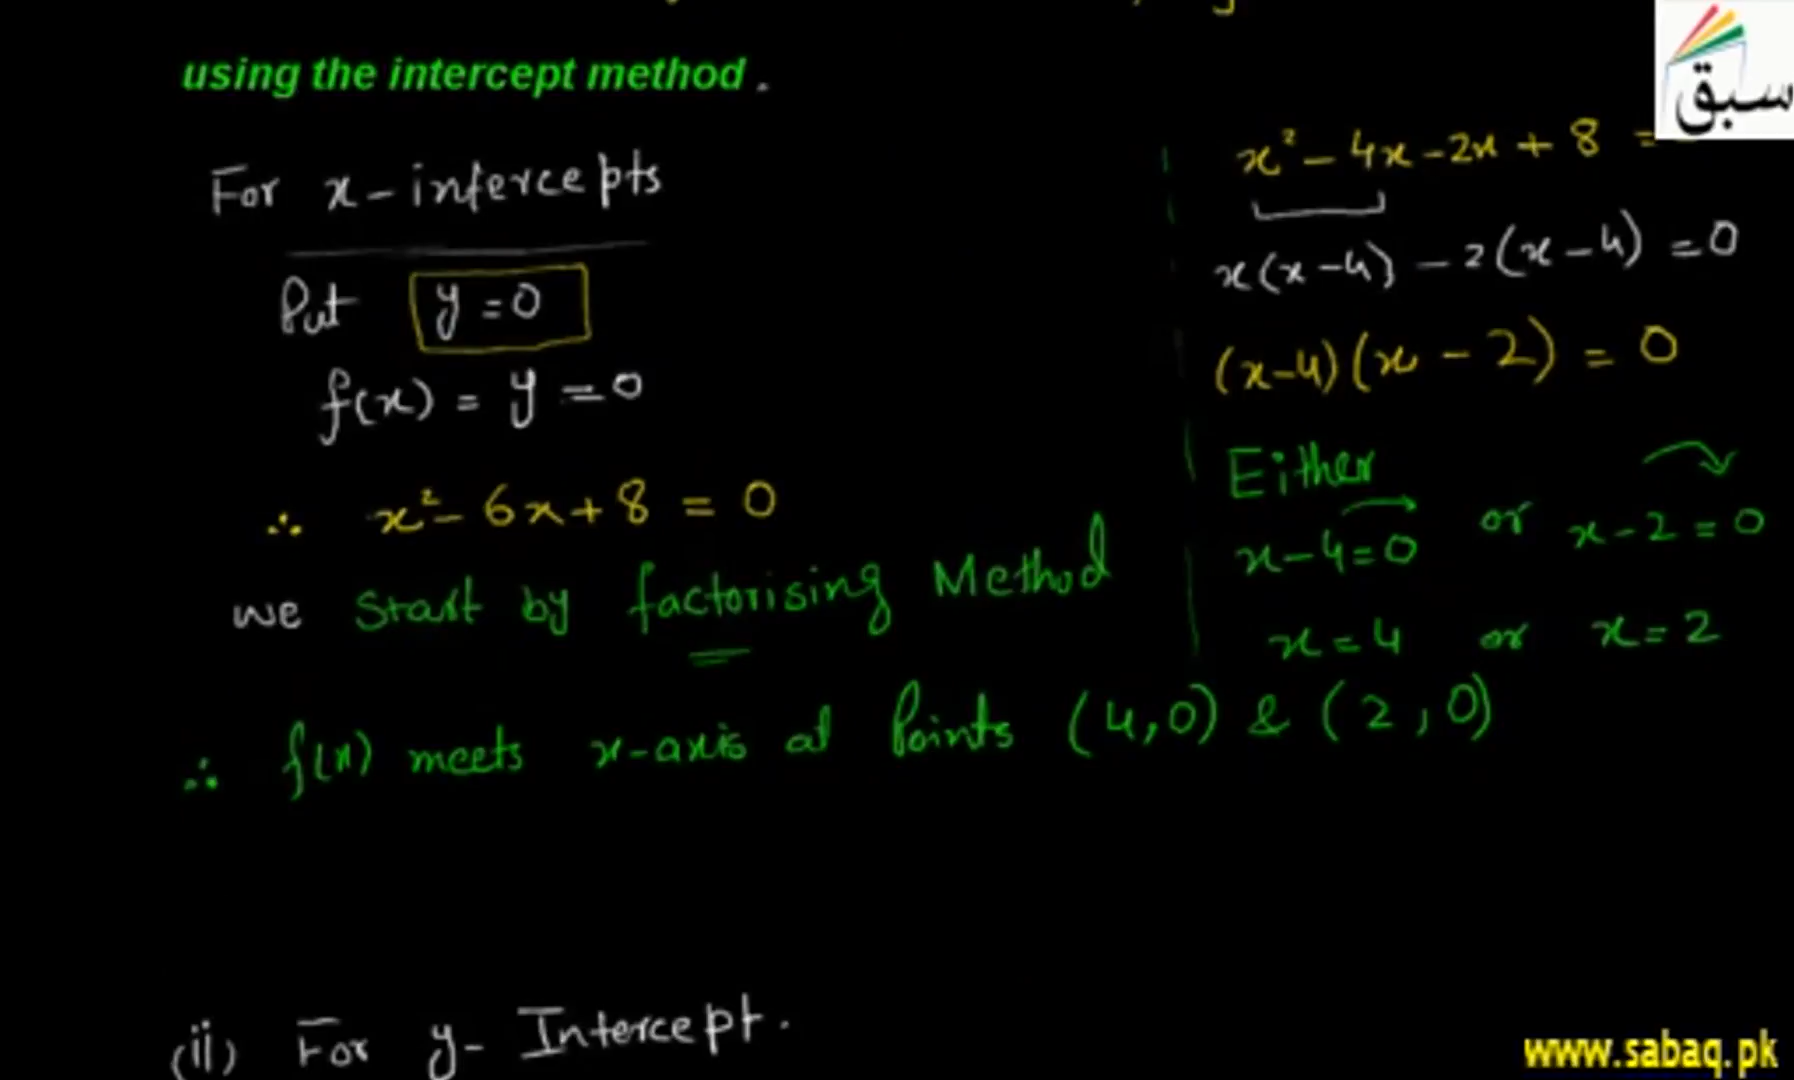 using the intercept method .
For x-intercepts
Put y=0
f(x) = y = 0
∴ x²- 6x+8 = 0
we Start by factorising Method
x² - 4x - 2x + 8 =
x(x-4) - 2(x-4) = 0
(x-4)(x-2) = 0
Either
x-4=0 or x-2=0
x=4 or x=2
∴ f(x) meets x-axis at Points (4,0) & (2,0)
(ii) For y- Intercept.
سبق
www.sabaq.pk